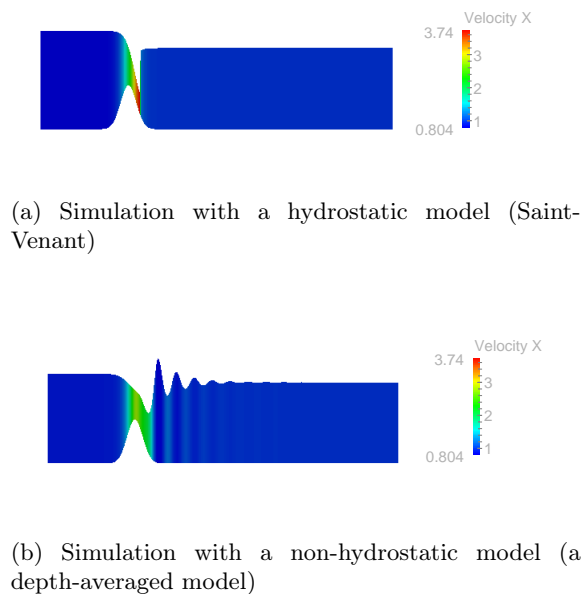 Velocity X
3.74
3
2
1
0.804
(a) Simulation with a hydrostatic model (Saint-
Venant)
Velocity X
3.74
3
2
1
0.804
(b) Simulation with a non-hydrostatic model (a
depth-averaged model)